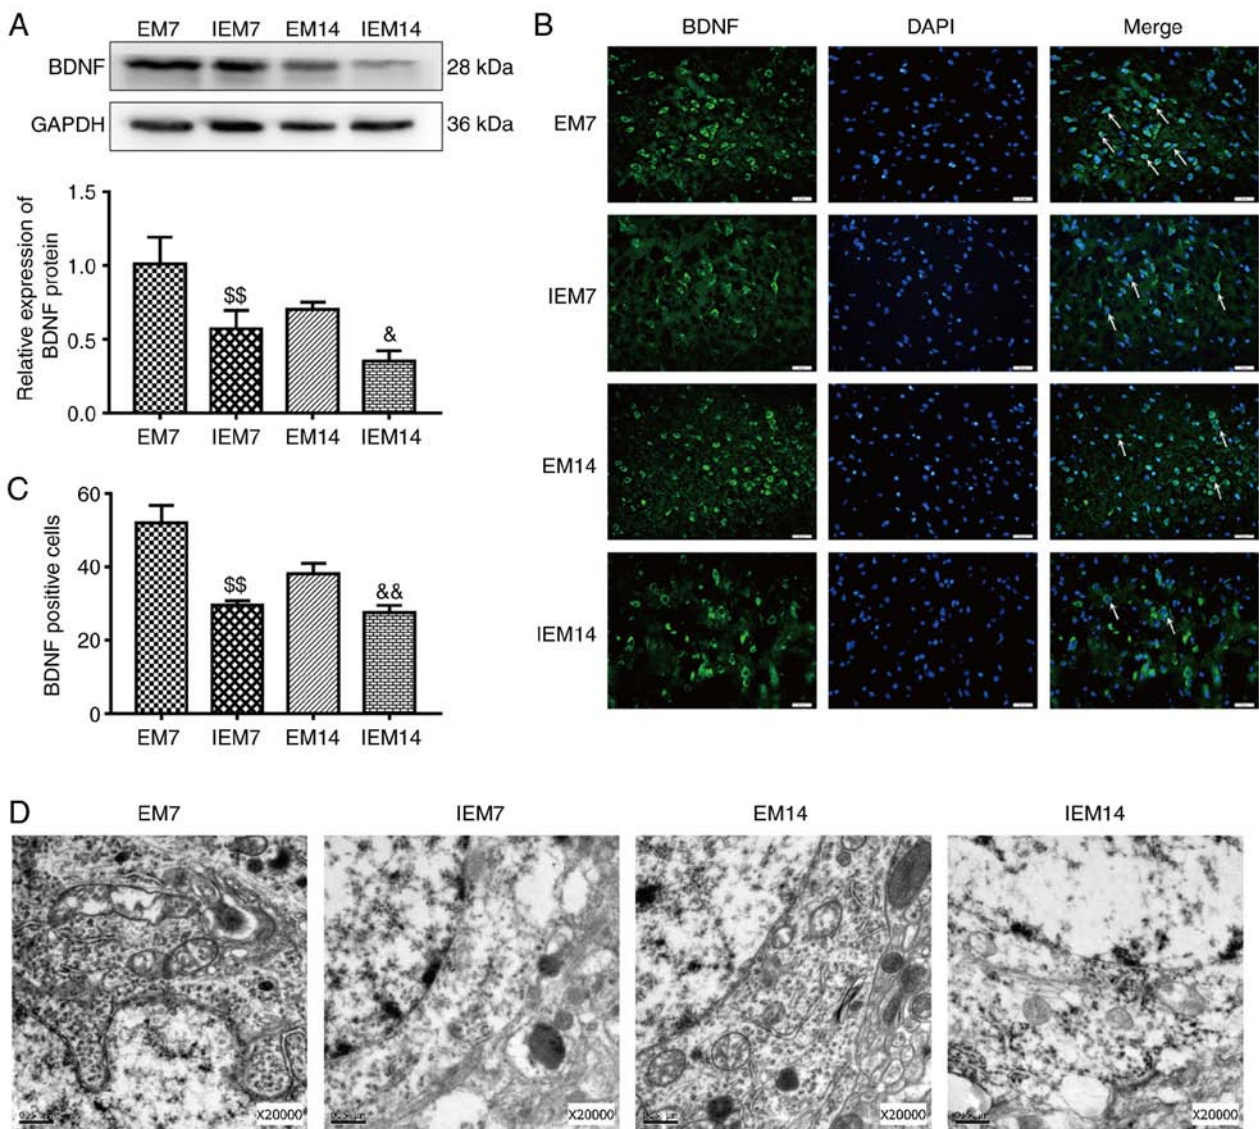 A
EM7 IEM7 EM14 IEM14
BDNF 28 kDa
GAPDH 36 kDa
Relative expression of
BDNF protein
1.5
1.0
0.5
0.0
$$
&
EM7 IEM7 EM14 IEM14
C
BDNF positive cells
60
40
20
0
$$
&&
EM7 IEM7 EM14 IEM14
B
BDNF DAPI Merge
EM7
IEM7
EM14
IEM14
D
EM7 IEM7 EM14 IEM14
X20000 X20000 X20000 X20000